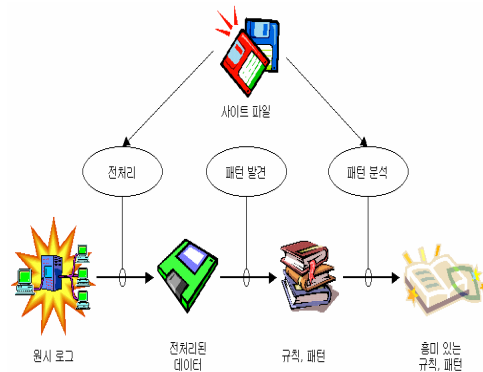 사이트 파일
전처리
패턴 발견
패턴 분석
원시 로그
전처리된
데이터
규칙, 패턴
흥미 있는
규칙, 패턴